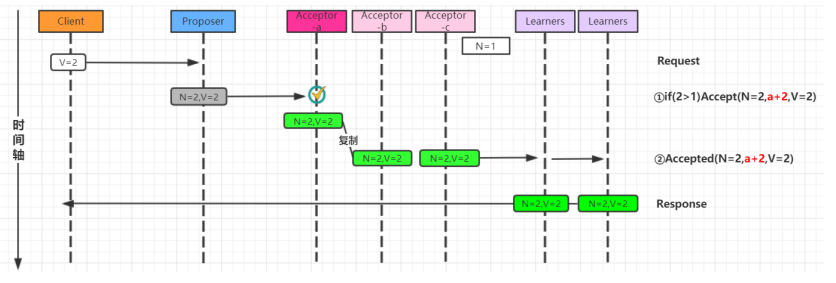 Client
Proposer
Acceptor
-a
Acceptor
-b
Acceptor
-c
Learners
Learners
N=1
V=2
Request
N=2,V=2
①if(2>1)Accept(N=2,a+2,V=2)
时间轴
N=2,V=2
复制
N=2,V=2
N=2,V=2
②Accepted(N=2,a+2,V=2)
N=2,V=2
N=2,V=2
Response